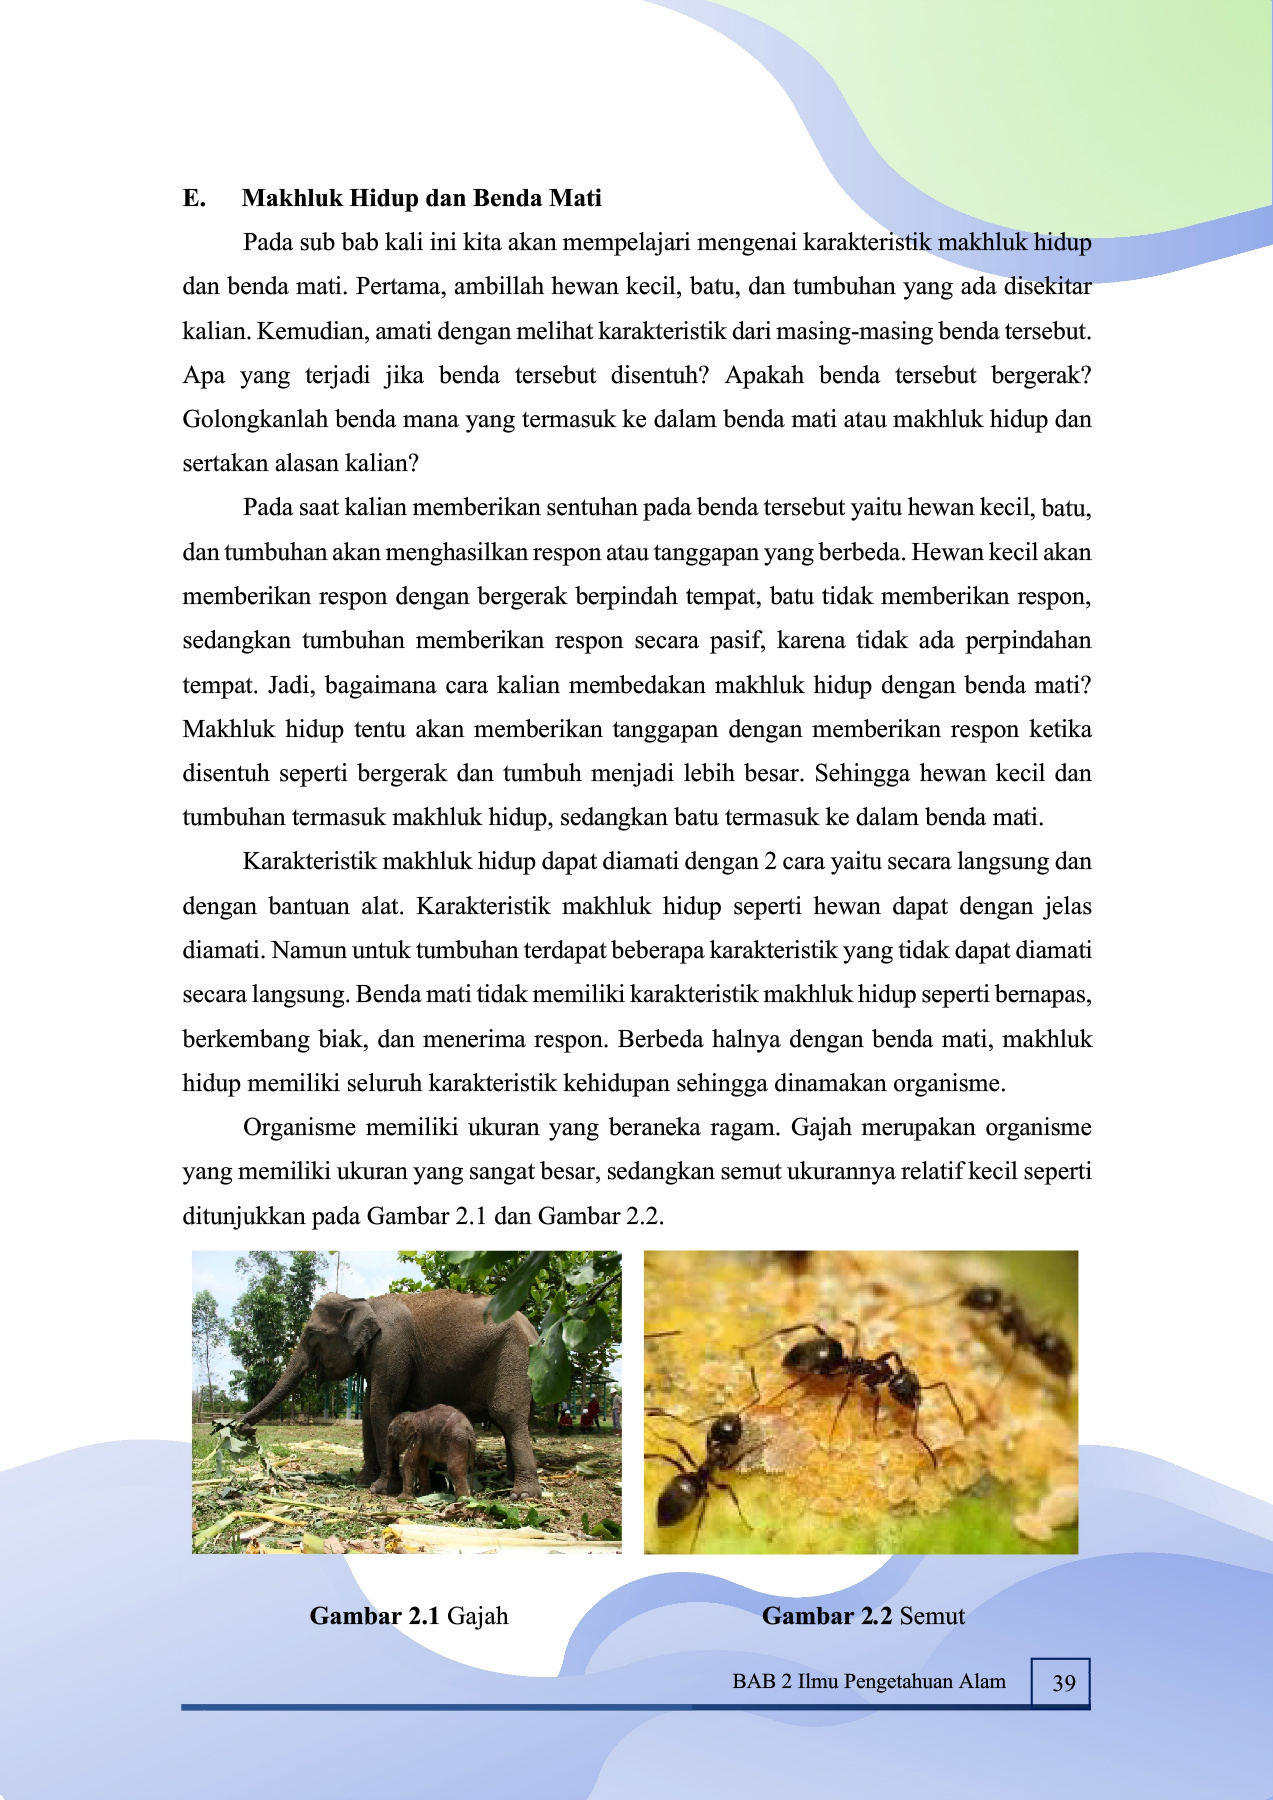 E. Makhluk Hidup dan Benda Mati
Pada sub bab kali ini kita akan mempelajari mengenai karakteristik makhluk hidup
dan benda mati. Pertama, ambillah hewan kecil, batu, dan tumbuhan yang ada disekitar
kalian. Kemudian, amati dengan melihat karakteristik dari masing-masing benda tersebut.
Apa yang terjadi jika benda tersebut disentuh? Apakah benda tersebut bergerak?
Golongkanlah benda mana yang termasuk ke dalam benda mati atau makhluk hidup dan
sertakan alasan kalian?
Pada saat kalian memberikan sentuhan pada benda tersebut yaitu hewan kecil, batu,
dan tumbuhan akan menghasilkan respon atau tanggapan yang berbeda. Hewan kecil akan
memberikan respon dengan bergerak berpindah tempat, batu tidak memberikan respon,
sedangkan tumbuhan memberikan respon secara pasif, karena tidak ada perpindahan
tempat. Jadi, bagaimana cara kalian membedakan makhluk hidup dengan benda mati?
Makhluk hidup tentu akan memberikan tanggapan dengan memberikan respon ketika
disentuh seperti bergerak dan tumbuh menjadi lebih besar. Sehingga hewan kecil dan
tumbuhan termasuk makhluk hidup, sedangkan batu termasuk ke dalam benda mati.
Karakteristik makhluk hidup dapat diamati dengan 2 cara yaitu secara langsung dan
dengan bantuan alat. Karakteristik makhluk hidup seperti hewan dapat dengan jelas
diamati. Namun untuk tumbuhan terdapat beberapa karakteristik yang tidak dapat diamati
secara langsung. Benda mati tidak memiliki karakteristik makhluk hidup seperti bernapas,
berkembang biak, dan menerima respon. Berbeda halnya dengan benda mati, makhluk
hidup memiliki seluruh karakteristik kehidupan sehingga dinamakan organisme.
Organisme memiliki ukuran yang beraneka ragam. Gajah merupakan organisme
yang memiliki ukuran yang sangat besar, sedangkan semut ukurannya relatif kecil seperti
ditunjukkan pada Gambar 2.1 dan Gambar 2.2.
Gambar 2.1 Gajah
Gambar 2.2 Semut
BAB 2 Ilmu Pengetahuan Alam 39